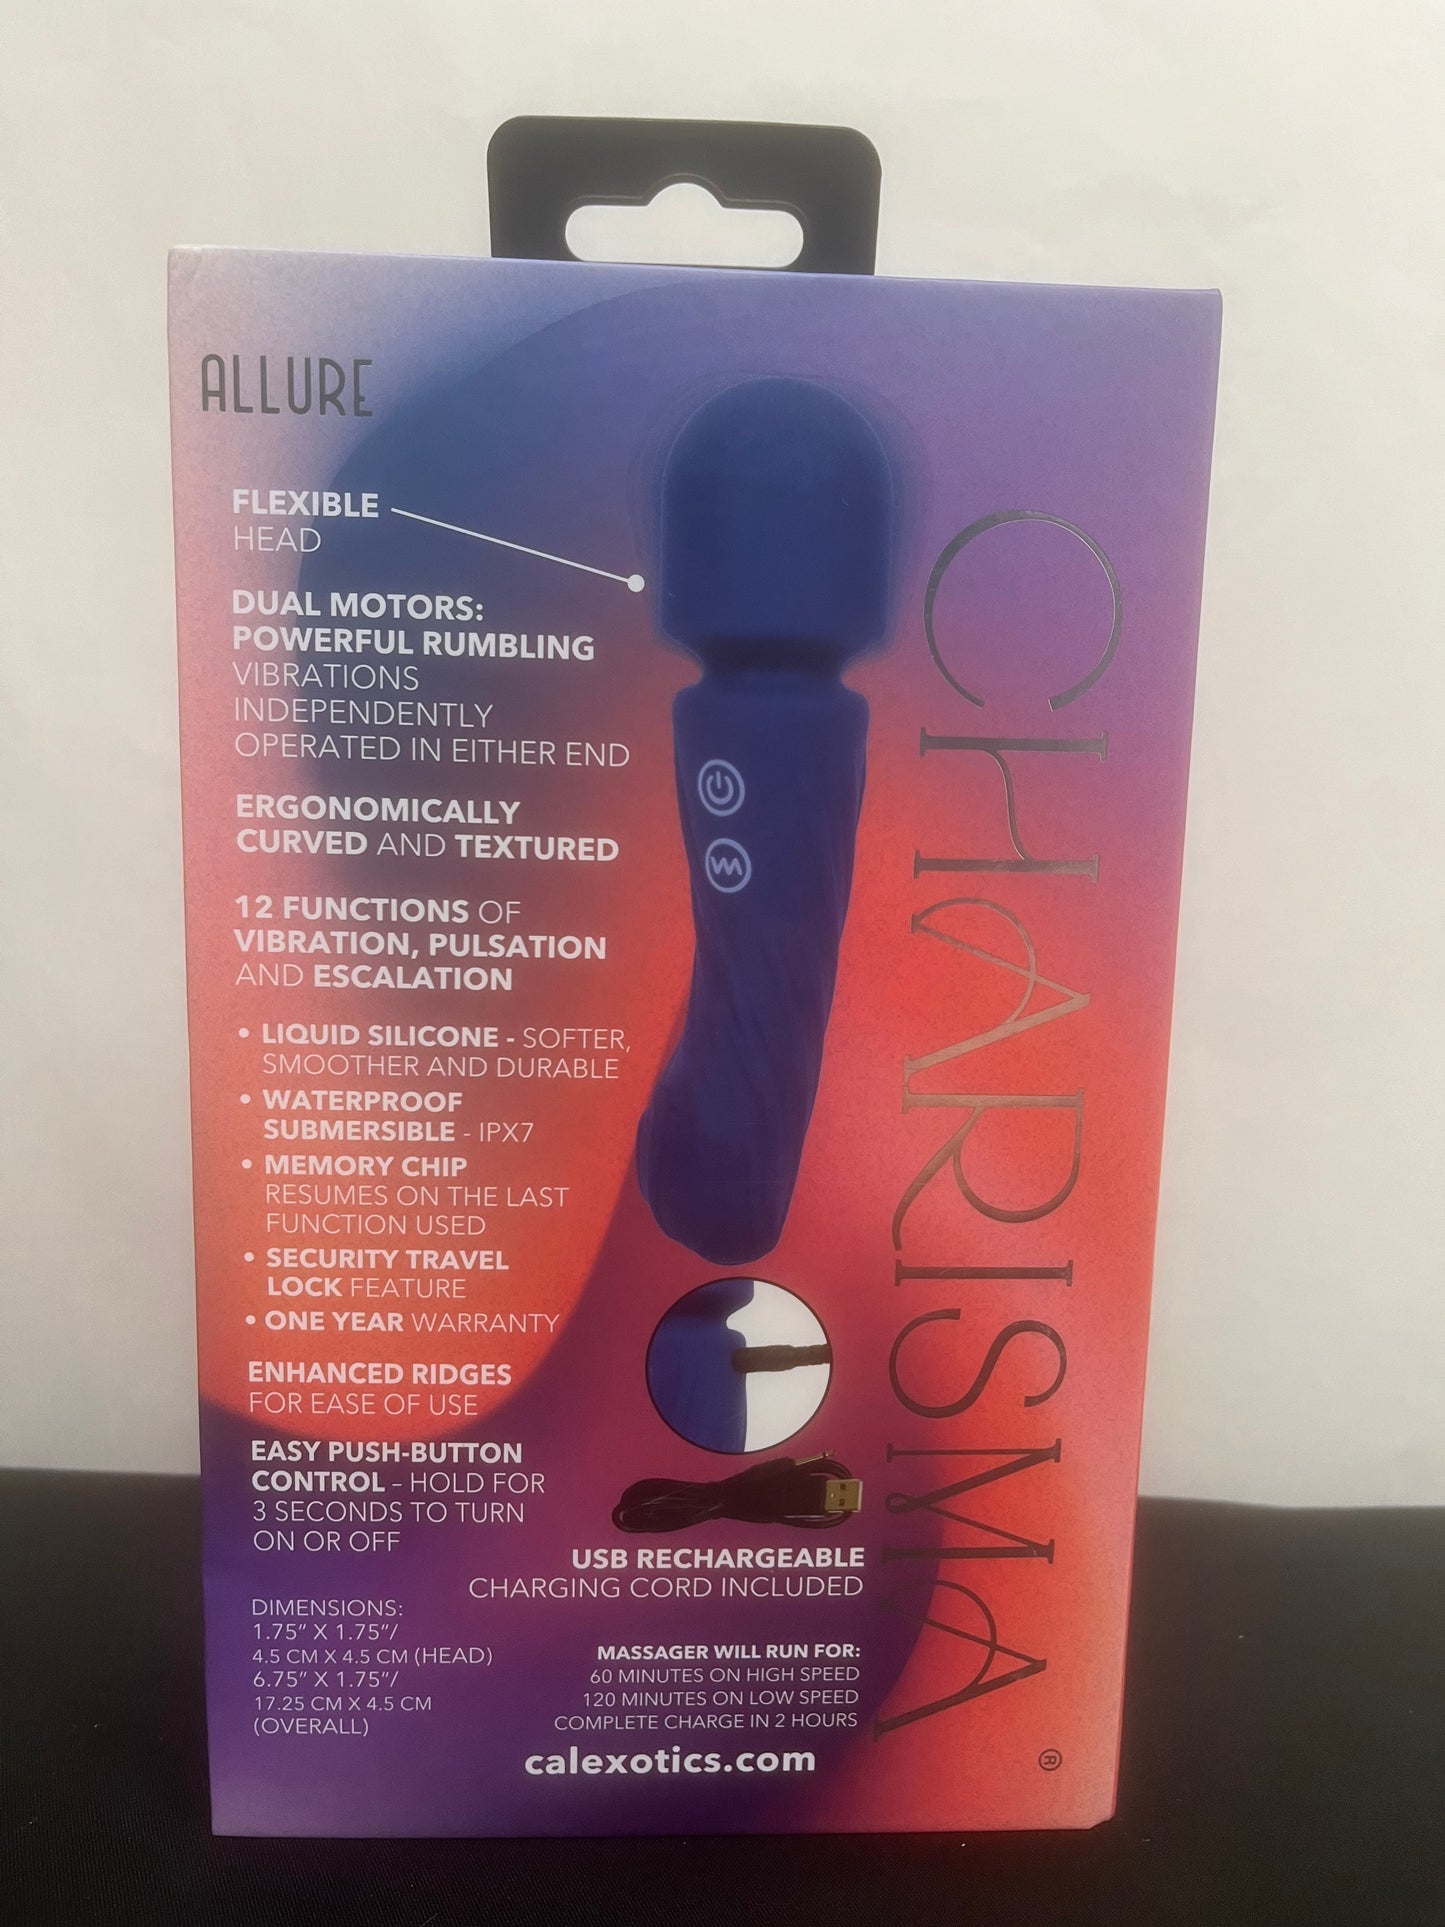 ALLURE
FLEXIBLE
HEAD
DUAL MOTORS:
POWERFUL RUMBLING
VIBRATIONS
INDEPENDENTLY
OPERATED IN EITHER END
ERGONOMICALLY
CURVED AND TEXTURED
12 FUNCTIONS OF
VIBRATION, PULSATION
AND ESCALATION
• LIQUID SILICONE - SOFTER,
SMOOTHER AND DURABLE
• WATERPROOF
SUBMERSIBLE - IPX7
• MEMORY CHIP
RESUMES ON THE LAST
FUNCTION USED
• SECURITY TRAVEL
LOCK FEATURE
• ONE YEAR WARRANTY
ENHANCED RIDGES
FOR EASE OF USE
EASY PUSH-BUTTON
CONTROL – HOLD FOR
3 SECONDS TO TURN
ON OR OFF
DIMENSIONS:
1.75" X 1.75"/
4.5 CM X 4.5 CM (HEAD)
6.75" X 1.75"/
17.25 CM X 4.5 CM
(OVERALL)
USB RECHARGEABLE
CHARGING CORD INCLUDED
MASSAGER WILL RUN FOR:
60 MINUTES ON HIGH SPEED
120 MINUTES ON LOW SPEED
COMPLETE CHARGE IN 2 HOURS
calexotics.com
CHARISMA®